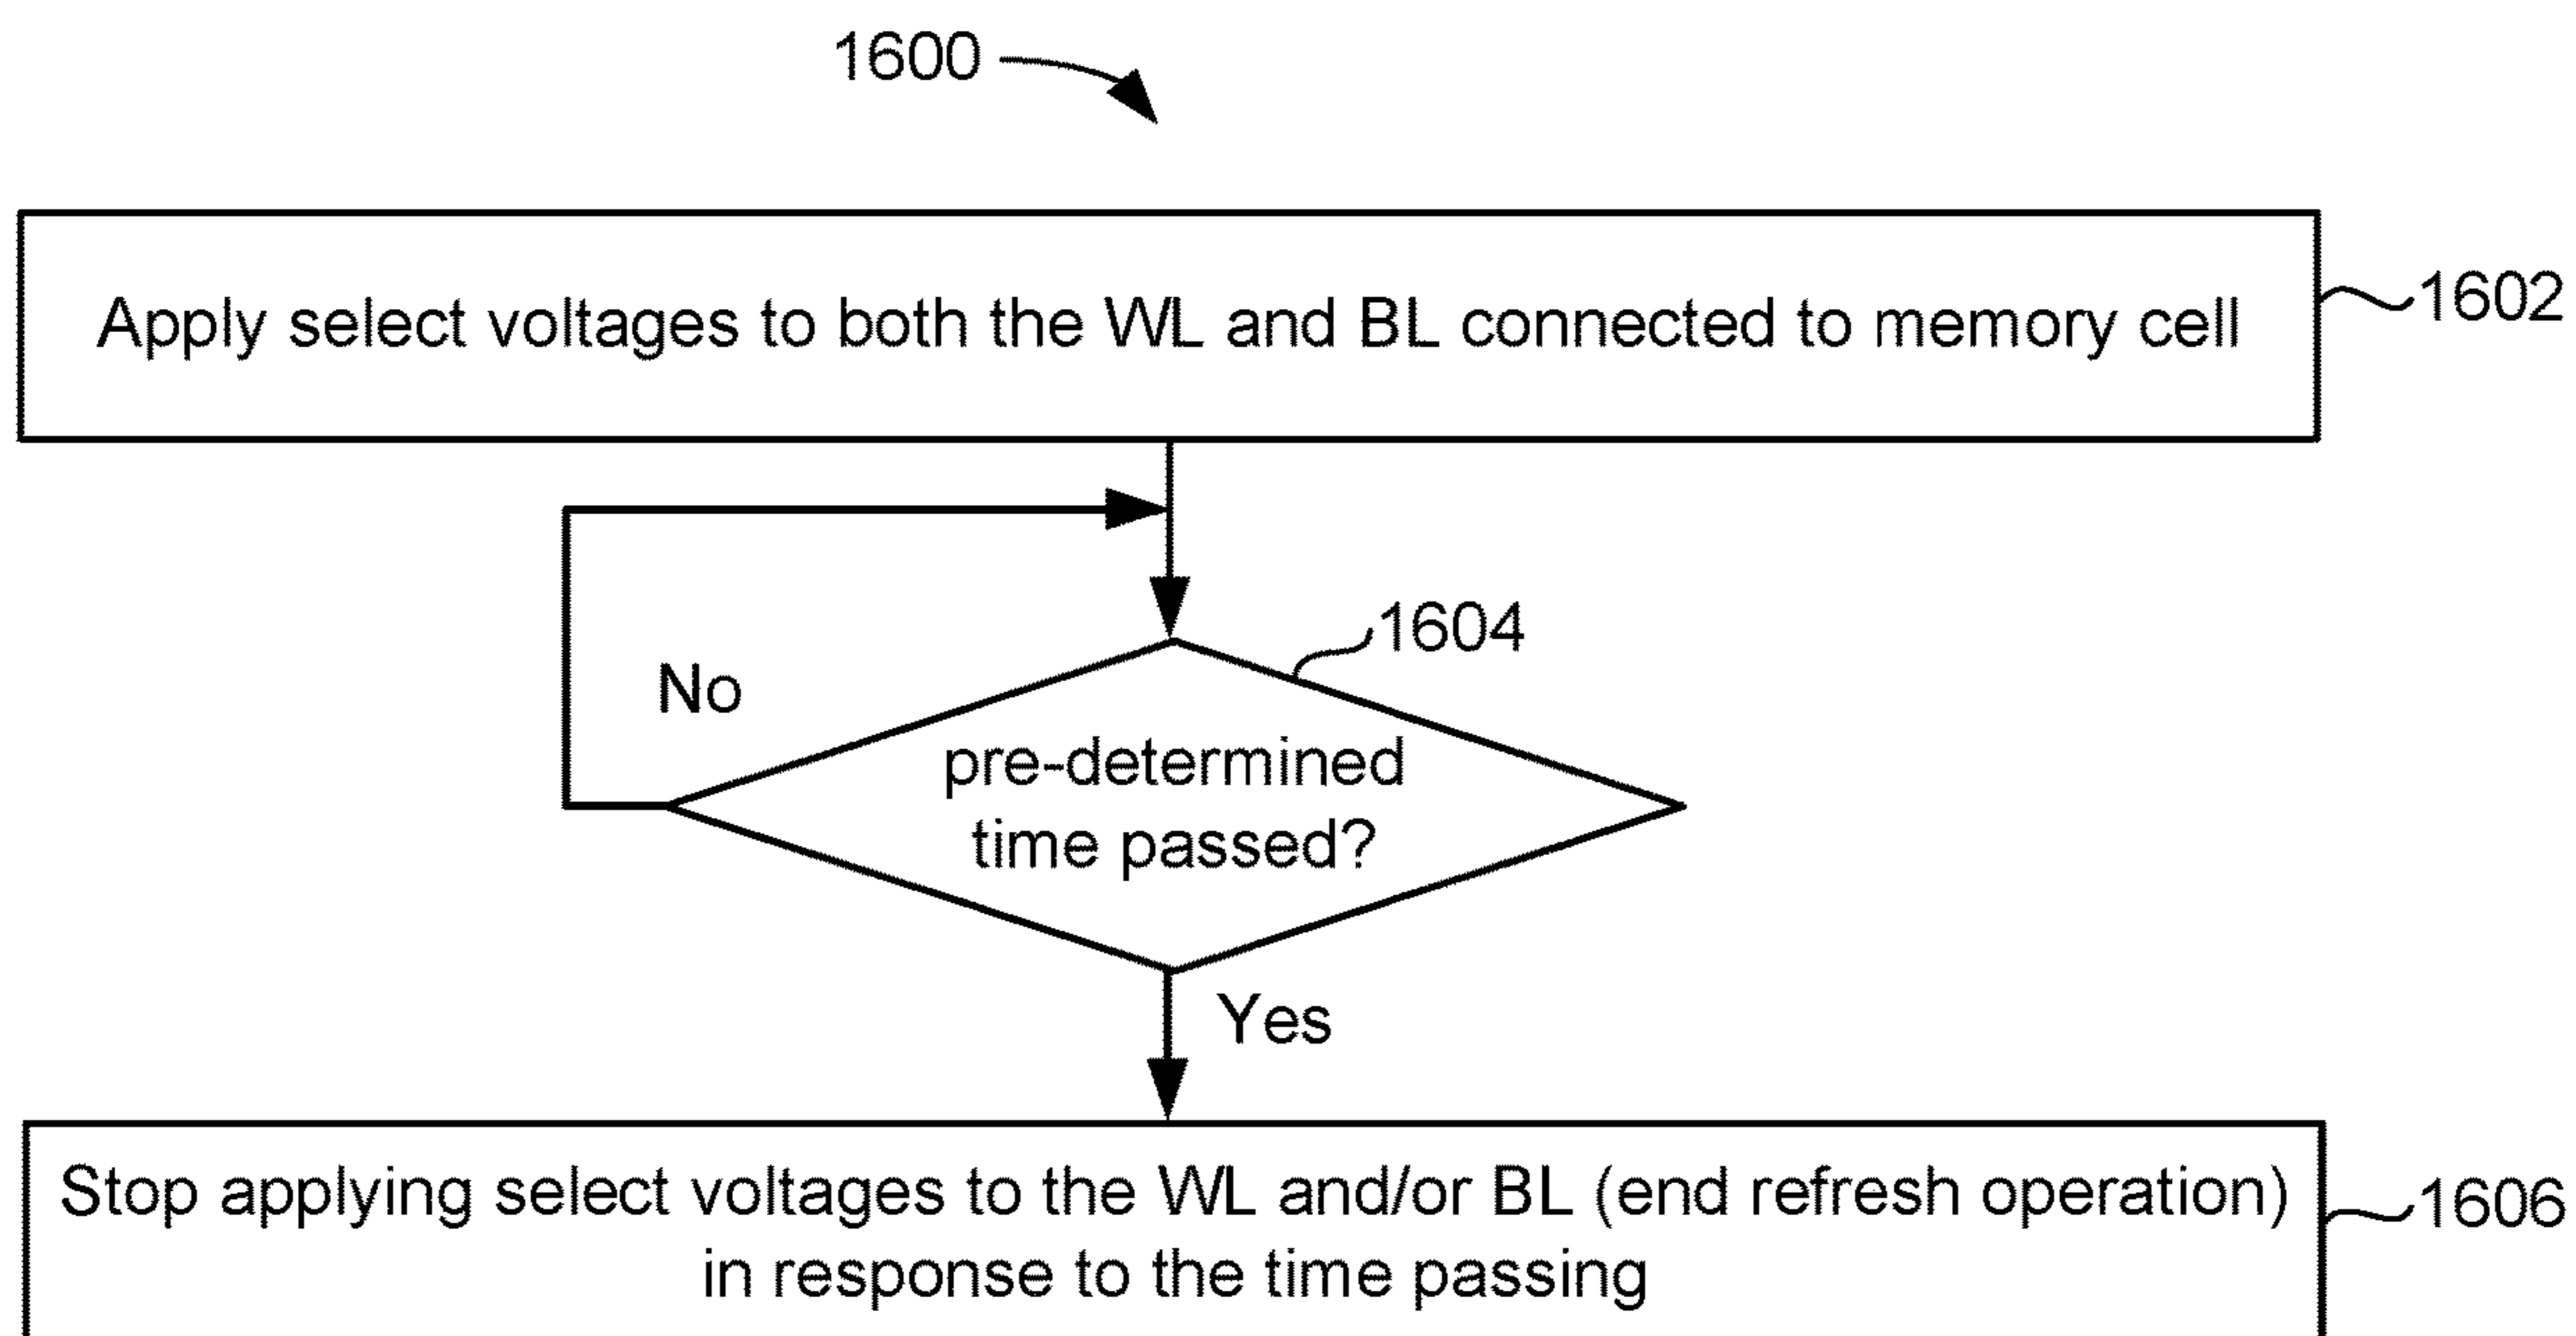 1600
Apply select voltages to both the WL and BL connected to memory cell
1602
1604
No
pre-determined
time passed?
Yes
Stop applying select voltages to the WL and/or BL (end refresh operation)
in response to the time passing
1606